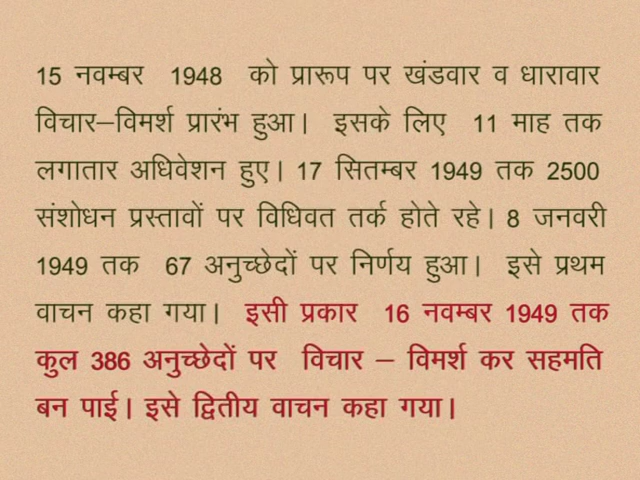 15 नवम्बर 1948 को प्रारूप पर खंडवार व धारावार
विचार–विमर्श प्रारंभ हुआ। इसके लिए 11 माह तक
लगातार अधिवेशन हुए। 17 सितम्बर 1949 तक 2500
संशोधन प्रस्तावों पर विधिवत तर्क होते रहे। 8 जनवरी
1949 तक 67 अनुच्छेदों पर निर्णय हुआ। इसे प्रथम
वाचन कहा गया। इसी प्रकार 16 नवम्बर 1949 तक
कुल 386 अनुच्छेदों पर विचार – विमर्श कर सहमति
बन पाई। इसे द्वितीय वाचन कहा गया।